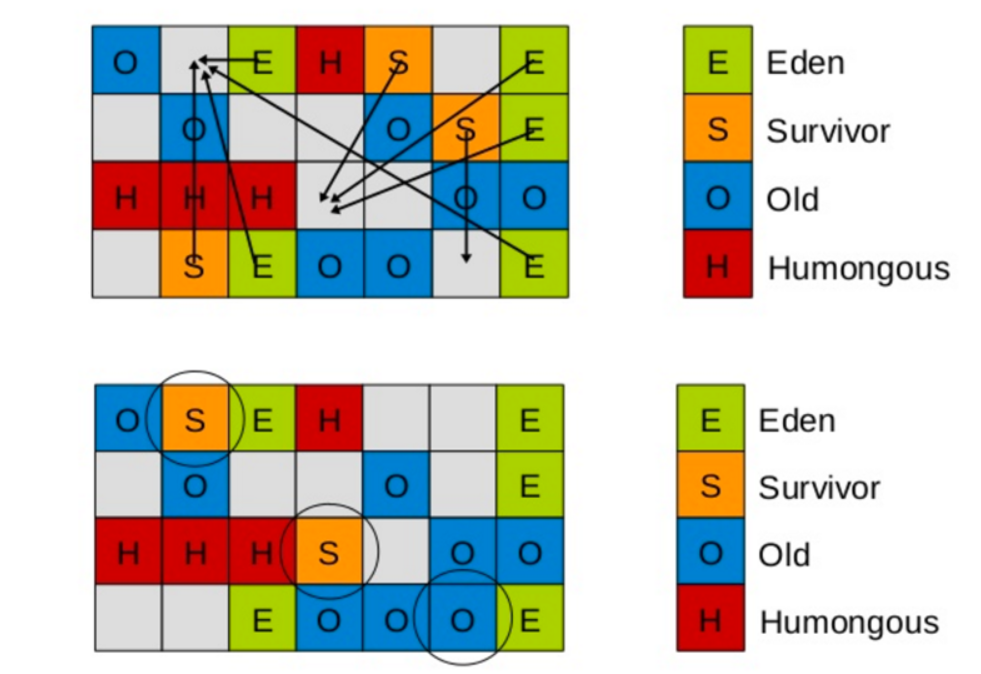 O E H S E E Eden
O O S E S Survivor
H H H O O O Old
S E O O E H Humongous
O S E H E E Eden
O O E S Survivor
H H H S O O O Old
E O O O E H Humongous